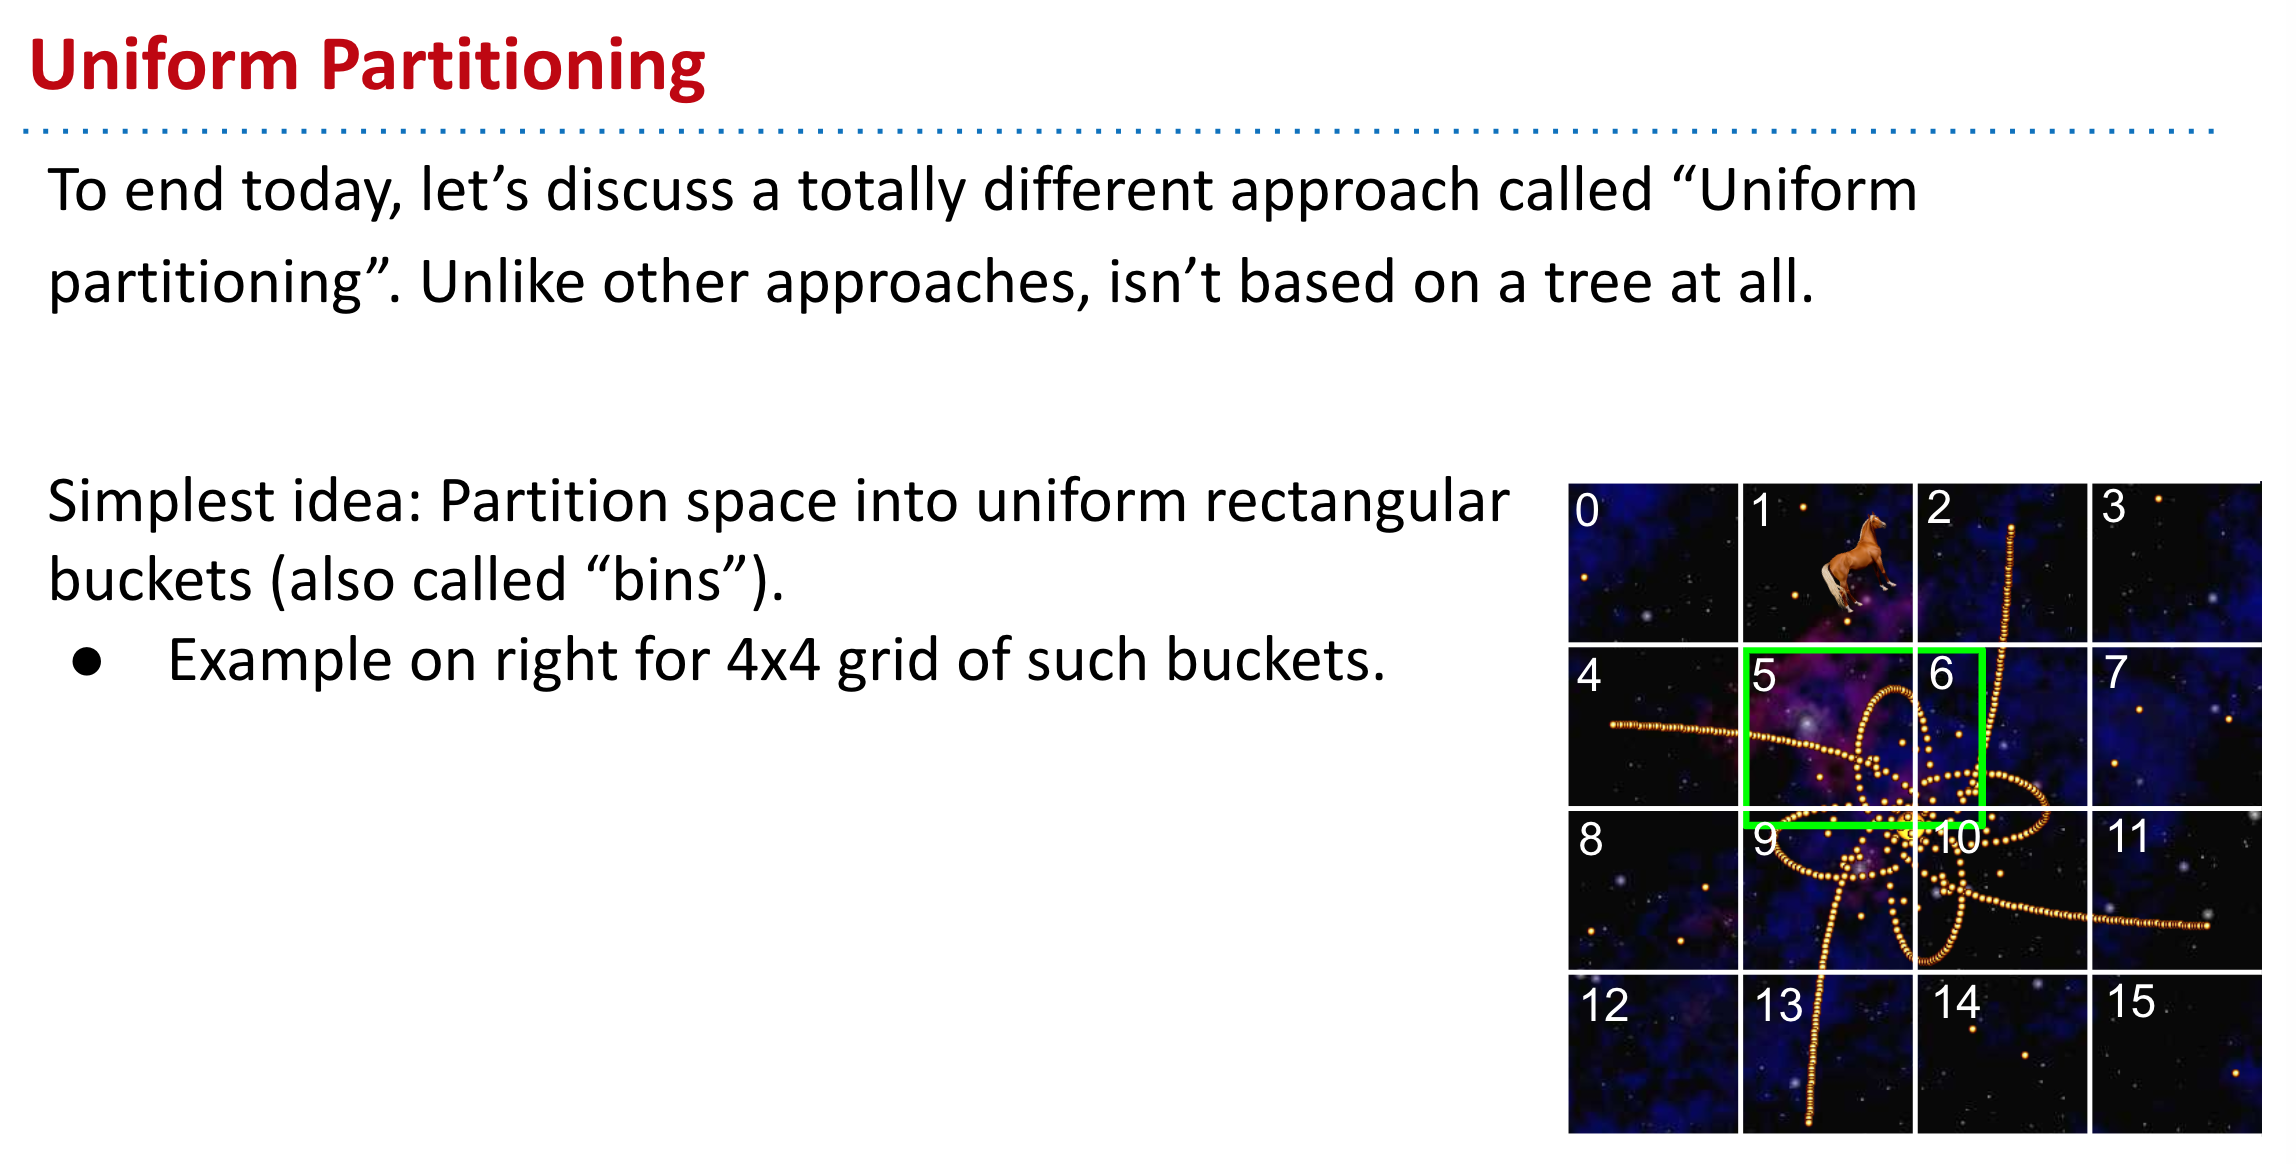 Uniform Partitioning
To end today, let’s discuss a totally different approach called “Uniform
partitioning”. Unlike other approaches, isn’t based on a tree at all.
Simplest idea: Partition space into uniform rectangular
buckets (also called “bins”).
● Example on right for 4x4 grid of such buckets.
0 1 2 3
4 5 6 7
8 9 10 11
12 13 14 15